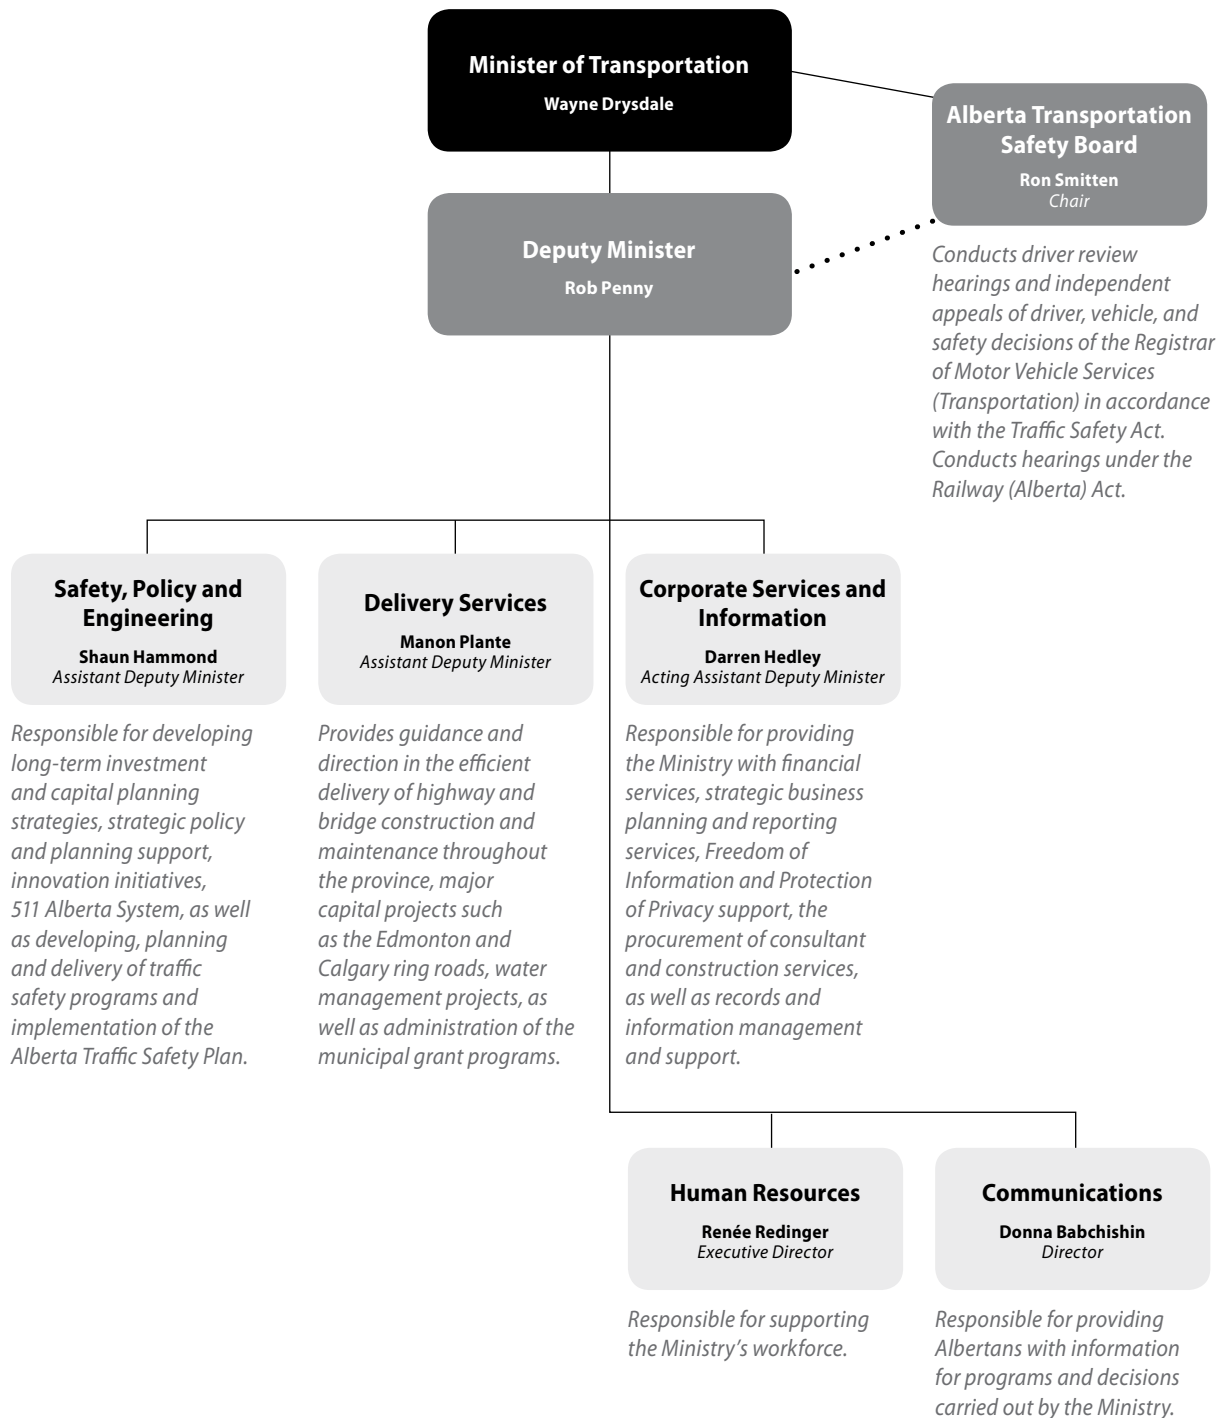 Minister of Transportation
Wayne Drysdale
Alberta Transportation
Safety Board
Ron Smitten
Chair
Deputy Minister
Rob Penny
Conducts driver review
hearings and independent
appeals of driver, vehicle, and
safety decisions of the Registrar
of Motor Vehicle Services
(Transportation) in accordance
with the Traffic Safety Act.
Conducts hearings under the
Railway (Alberta) Act.
Safety, Policy and
Engineering
Shaun Hammond
Assistant Deputy Minister
Responsible for developing
long-term investment
and capital planning
strategies, strategic policy
and planning support,
innovation initiatives,
511 Alberta System, as well
as developing, planning
and delivery of traffic
safety programs and
implementation of the
Alberta Traffic Safety Plan.
Delivery Services
Manon Plante
Assistant Deputy Minister
Provides guidance and
direction in the efficient
delivery of highway and
bridge construction and
maintenance throughout
the province, major
capital projects such
as the Edmonton and
Calgary ring roads, water
management projects, as
well as administration of the
municipal grant programs.
Corporate Services and
Information
Darren Hedley
Acting Assistant Deputy Minister
Responsible for providing
the Ministry with financial
services, strategic business
planning and reporting
services, Freedom of
Information and Protection
of Privacy support, the
procurement of consultant
and construction services,
as well as records and
information management
and support.
Human Resources
Renée Redinger
Executive Director
Responsible for supporting
the Ministry's workforce.
Communications
Donna Babchishin
Director
Responsible for providing
Albertans with information
for programs and decisions
carried out by the Ministry.